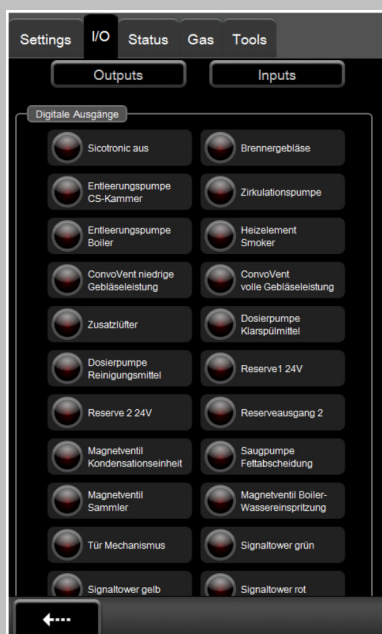 Settings I/O Status Gas Tools
Outputs Inputs
Digitale Ausgänge
Sicotronic aus
Brennergebläse
Entleerungspumpe
CS-Kammer
Zirkulationspumpe
Entleerungspumpe
Boiler
Heizelement
Smoker
ConvoVent niedrige
Gebläseleistung
ConvoVent
volle Gebläseleistung
Zusatzlüfter
Dosierpumpe
Klarspülmittel
Dosierpumpe
Reinigungsmittel
Reserve1 24V
Reserve 2 24V
Reserveausgang 2
Magnetventil
Kondensationseinheit
Saugpumpe
Fettabscheidung
Magnetventil
Sammler
Magnetventil Boiler-
Wassereinspritzung
Tür Mechanismus
Signaltower grün
Signaltower gelb
Signaltower rot